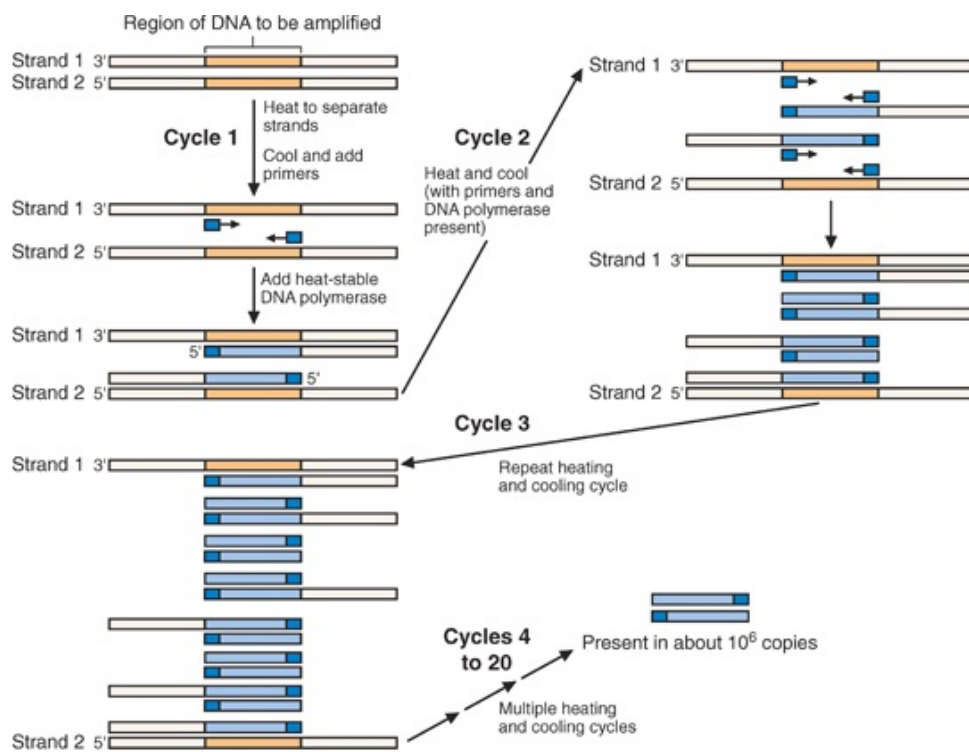 Region of DNA to be amplified
Strand 1 3'
Strand 2 5'
Heat to separate
strands
Cycle 1
Cool and add
primers
Strand 1 3'
Strand 2 5'
Add heat-stable
DNA polymerase
Strand 1 3'
5'
5'
Strand 2 5'
Cycle 2
Heat and cool
(with primers and
DNA polymerase
present)
Strand 1 3'
Strand 2 5'
Strand 1 3'
Strand 2 5'
Cycle 3
Repeat heating
and cooling cycle
Strand 1 3'
Strand 2 5'
Cycles 4
to 20
Multiple heating
and cooling cycles
Present in about 10⁶ copies